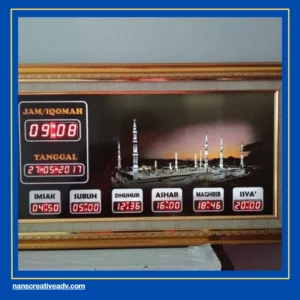 JAM/IQOMAH
09:08
TANGGAL
27-05-2017
IMSAK SUBUH DHUHUR ASHAR MAGHRIB ISYA'
04:50 05:00 12:36 16:00 18:46 20:00
nanscreativeadv.com